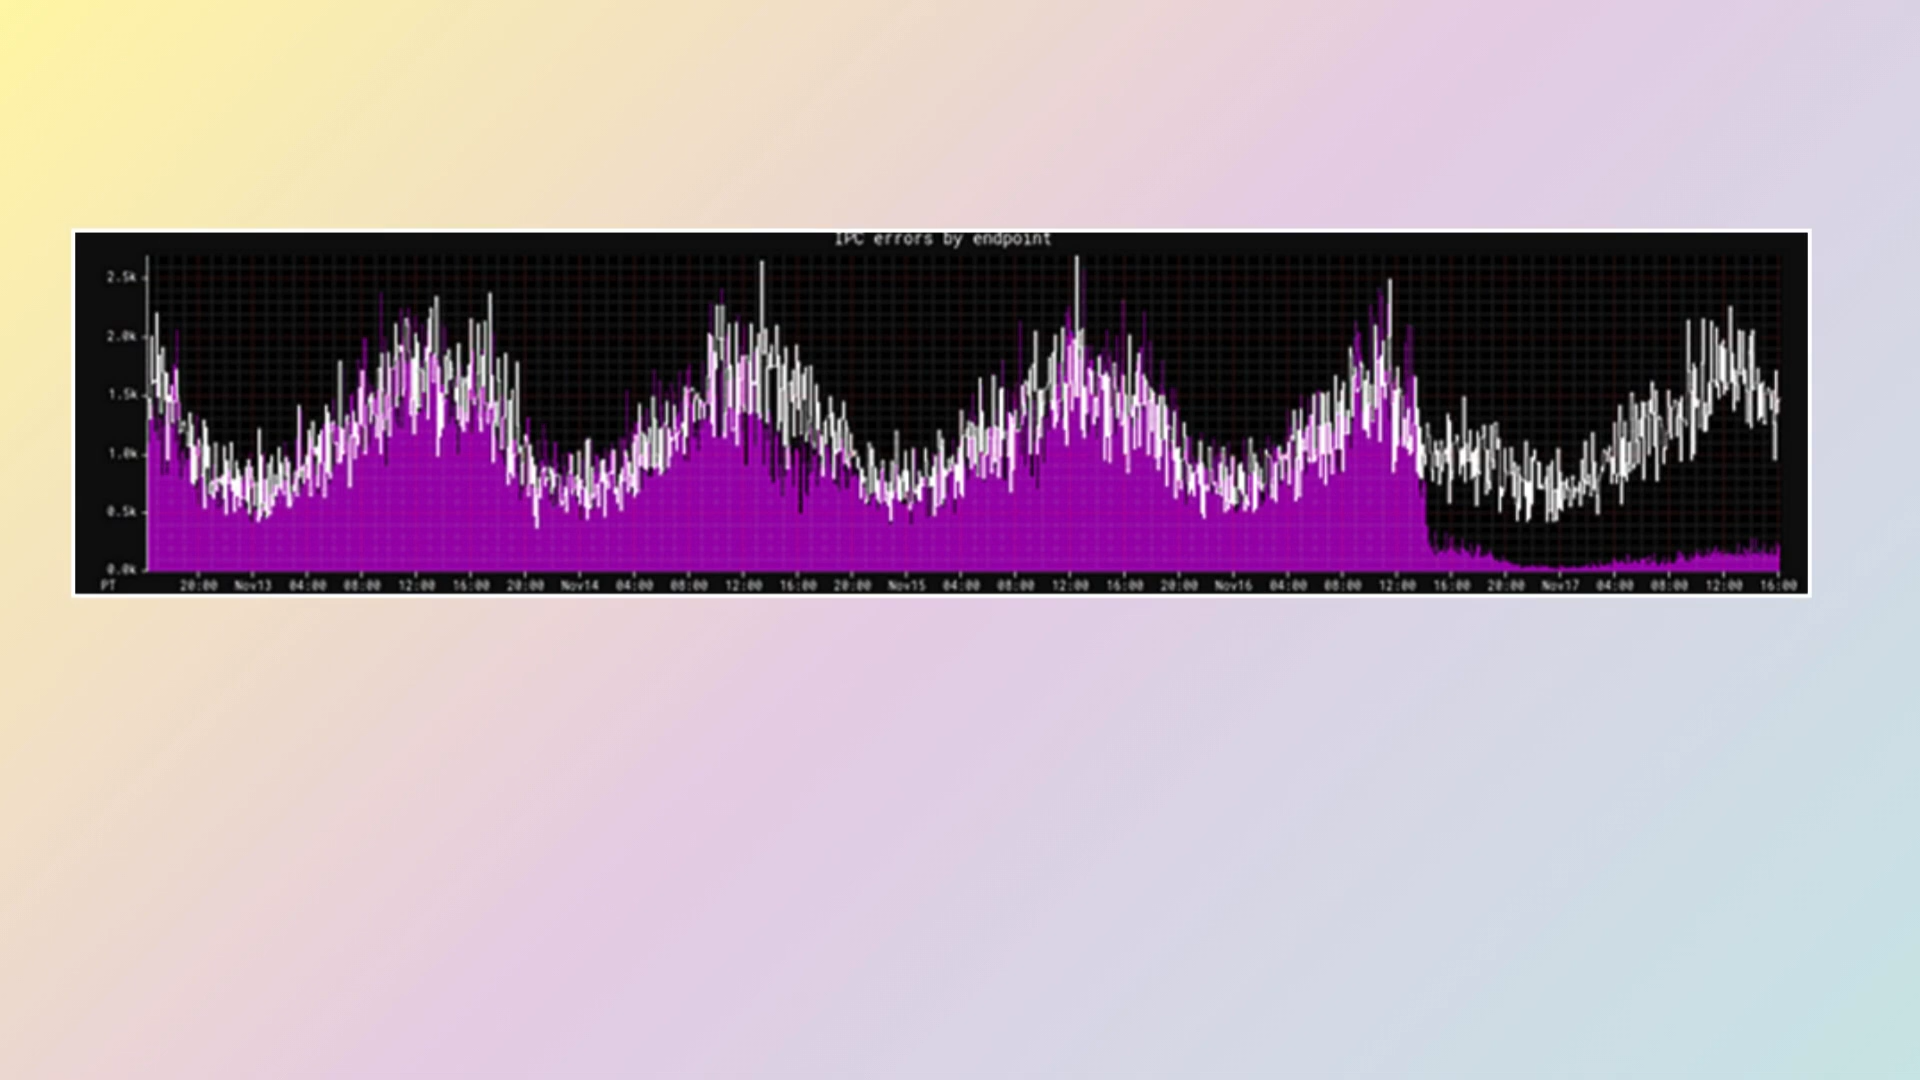 IPC errors by endpoint
2.5k
2.0k
1.5k
1.0k
0.5k
0.0k
PT 20:00 Nov13 04:00 08:00 12:00 16:00 20:00 Nov14 04:00 08:00 12:00 16:00 20:00 Nov15 04:00 08:00 12:00 16:00 20:00 Nov16 04:00 08:00 12:00 16:00 20:00 Nov17 04:00 08:00 12:00 16:00